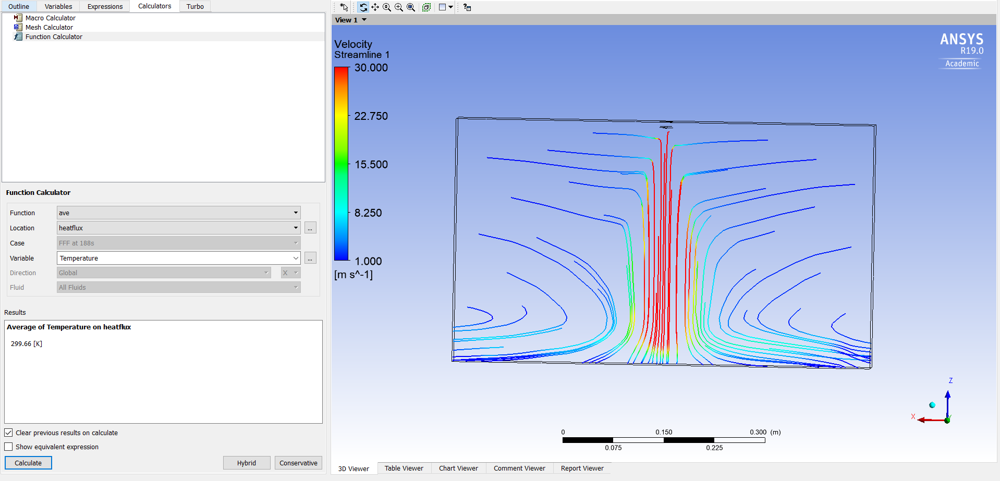 Outline Variables Expressions Calculators Turbo
Macro Calculator
Mesh Calculator
Function Calculator
Function Calculator
Function ave
Location heatflux ...
Case FFF at 188s
Variable Temperature ...
Direction Global X
Fluid All Fluids
Results
Average of Temperature on heatflux
299.66 [K]
Clear previous results on calculate
Show equivalent expression
Calculate Hybrid Conservative
View 1
Velocity
Streamline 1
30.000
22.750
15.500
8.250
1.000
[m s^-1]
ANSYS
R19.0
Academic
Z
X
Y
0 0.150 0.300 (m)
0.075 0.225
3D Viewer Table Viewer Chart Viewer Comment Viewer Report Viewer